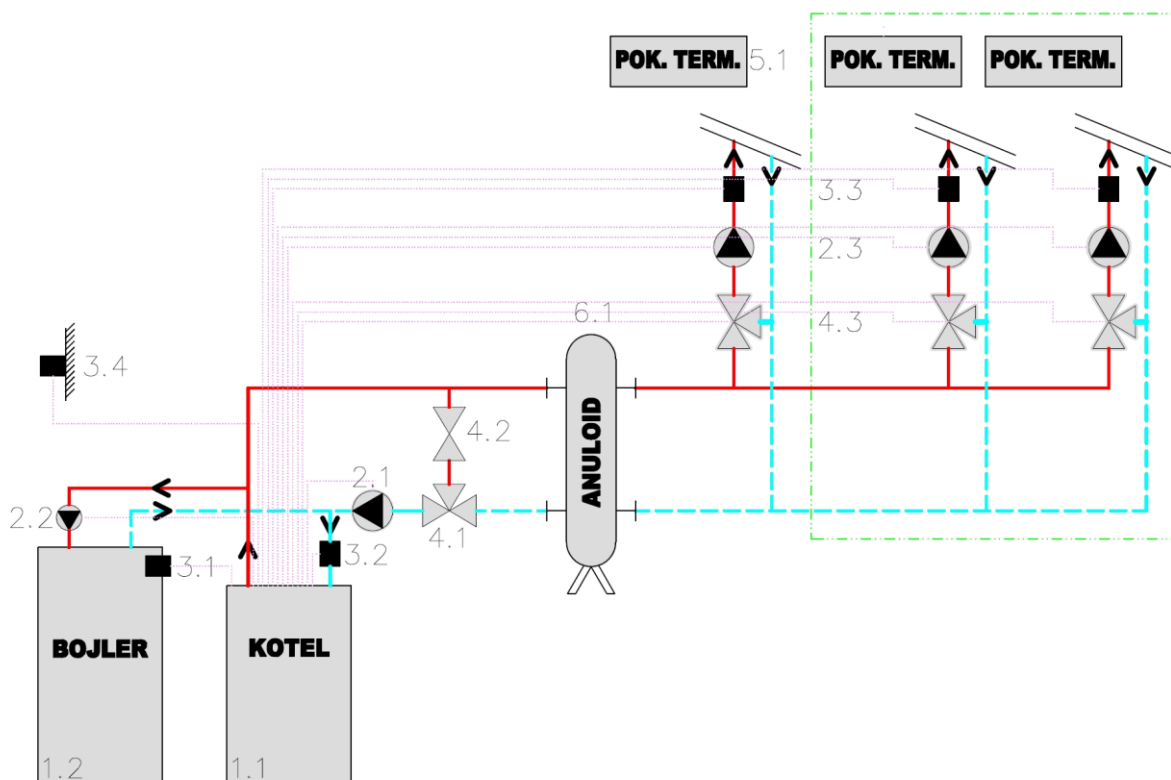 POK. TERM. 5.1
POK. TERM.
POK. TERM.
3.3
2.3
6.1
4.3
3.4
4.2
ANULOID
2.1
2.2
4.1
3.1
3.2
BOJLER
KOTEL
1.2
1.1